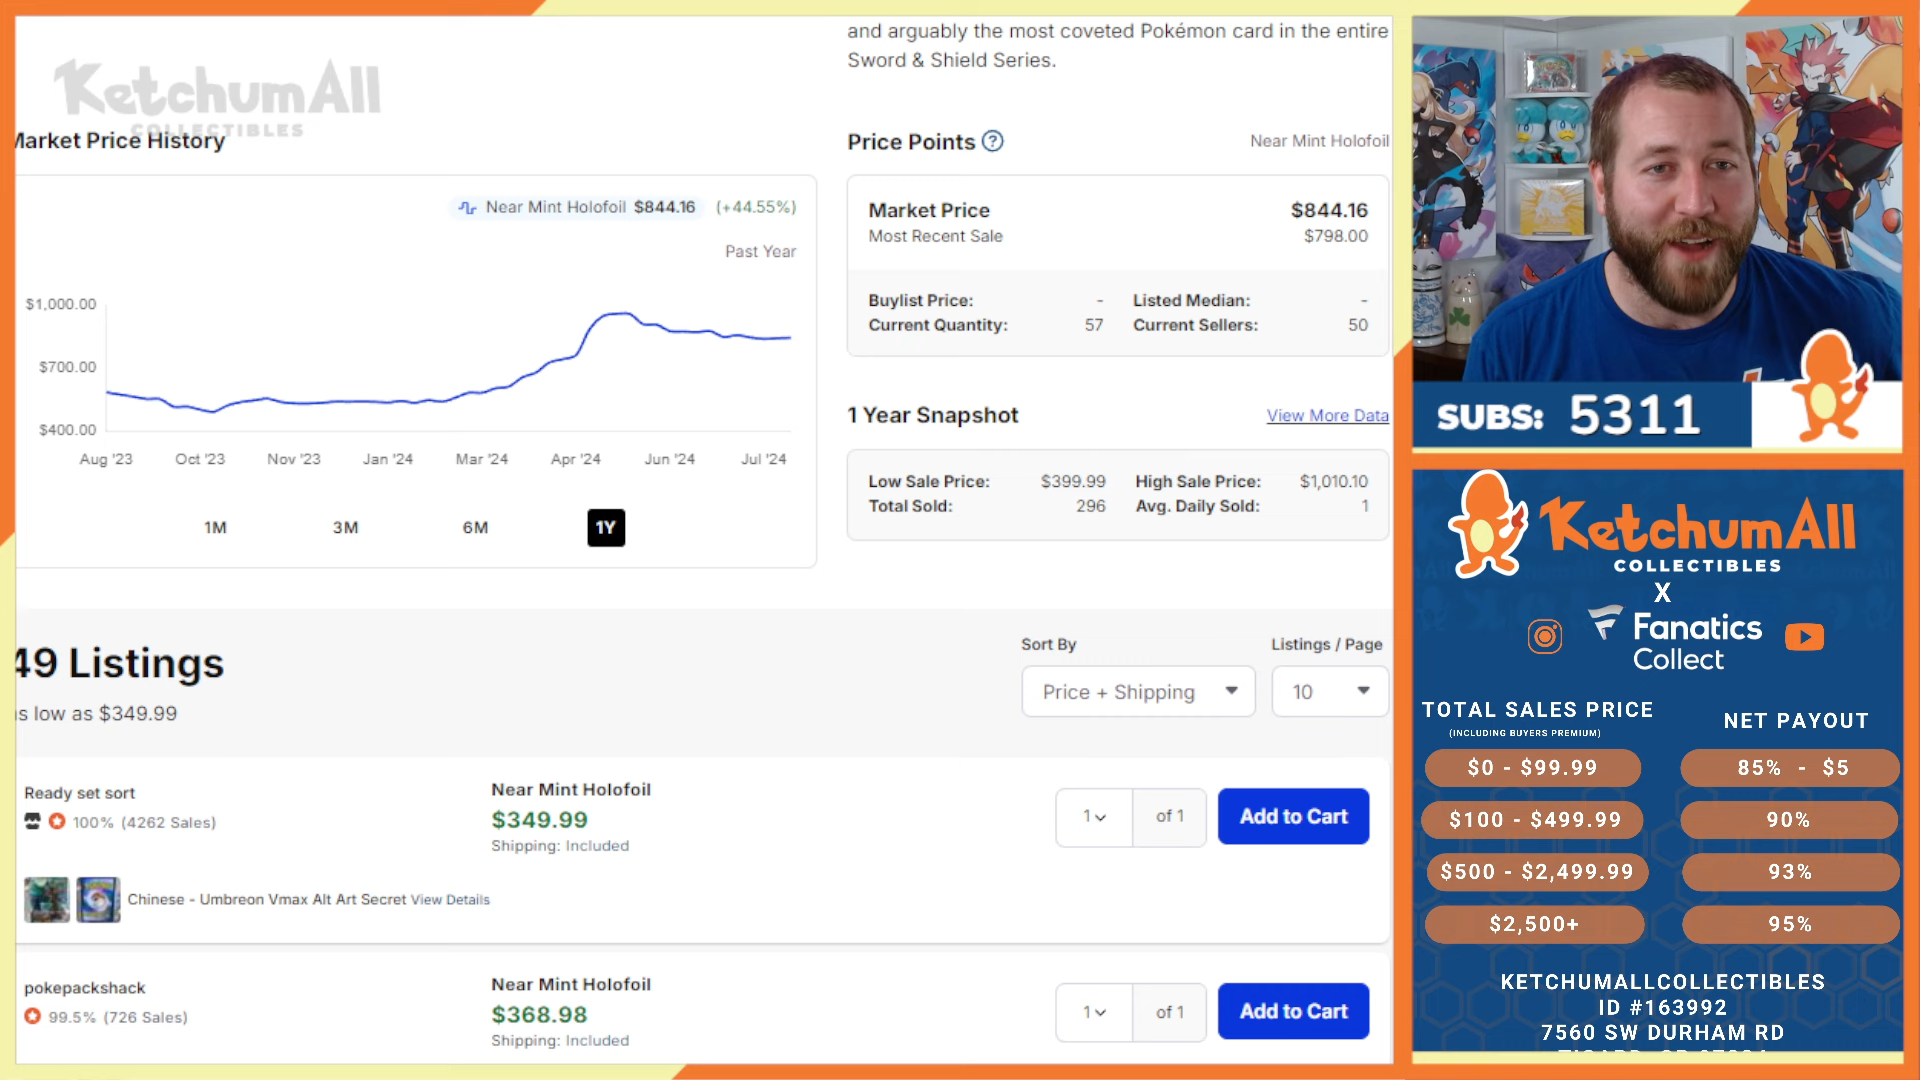 and arguably the most coveted Pokémon card in the entire
Sword & Shield Series.
KetchumAll
COLLECTIBLES
Market Price History
Near Mint Holofoil $844.16 (+44.55%)
Past Year
$1,000.00
$700.00
$400.00
Aug '23 Oct '23 Nov '23 Jan '24 Mar '24 Apr '24 Jun '24 Jul '24
1M 3M 6M 1Y
Price Points ? Near Mint Holofoil
Market Price $844.16
Most Recent Sale $798.00
Buylist Price: - Listed Median: -
Current Quantity: 57 Current Sellers: 50
1 Year Snapshot View More Data
Low Sale Price: $399.99 High Sale Price: $1,010.10
Total Sold: 296 Avg. Daily Sold: 1
49 Listings
as low as $349.99
Sort By Listings / Page
Price + Shipping 10
Ready set sort
100% (4262 Sales)
Near Mint Holofoil
$349.99
Shipping: Included
1 of 1 Add to Cart
Chinese - Umbreon Vmax Alt Art Secret View Details
pokepackshack
99.5% (726 Sales)
Near Mint Holofoil
$368.98
Shipping: Included
1 of 1 Add to Cart
SUBS: 5311
KetchumAll
COLLECTIBLES
X
Fanatics
Collect
TOTAL SALES PRICE NET PAYOUT
(INCLUDING BUYERS PREMIUM)
$0 - $99.99 85% - $5
$100 - $499.99 90%
$500 - $2,499.99 93%
$2,500+ 95%
KETCHUMALLCOLLECTIBLES
ID #163992
7560 SW DURHAM RD